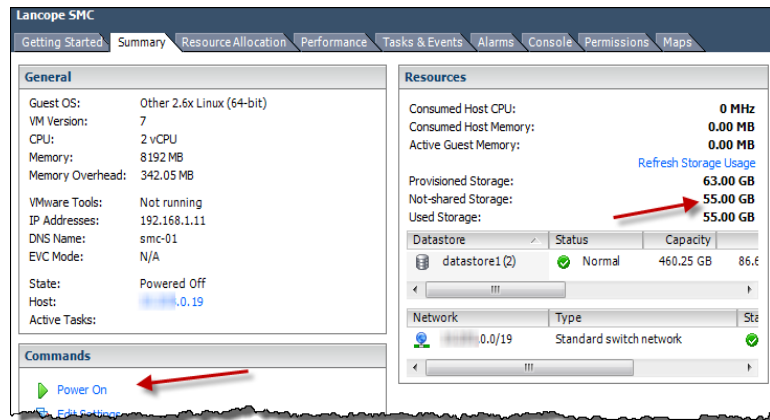 Lancope SMC
Getting Started Summary Resource Allocation Performance Tasks & Events Alarms Console Permissions Maps
General
Guest OS: Other 2.6x Linux (64-bit)
VM Version: 7
CPU: 2 vCPU
Memory: 8192 MB
Memory Overhead: 342.05 MB
VMware Tools: Not running
IP Addresses: 192.168.1.11
DNS Name: smc-01
EVC Mode: N/A
State: Powered Off
Host: .0.19
Active Tasks:
Commands
Power On
Edit Settings
Resources
Consumed Host CPU: 0 MHz
Consumed Host Memory: 0.00 MB
Active Guest Memory: 0.00 MB
Refresh Storage Usage
Provisioned Storage: 63.00 GB
Not-shared Storage: 55.00 GB
Used Storage: 55.00 GB
Datastore Status Capacity
datastore1 (2) Normal 460.25 GB 86.6
Network Type Sta
.0.0/19 Standard switch network